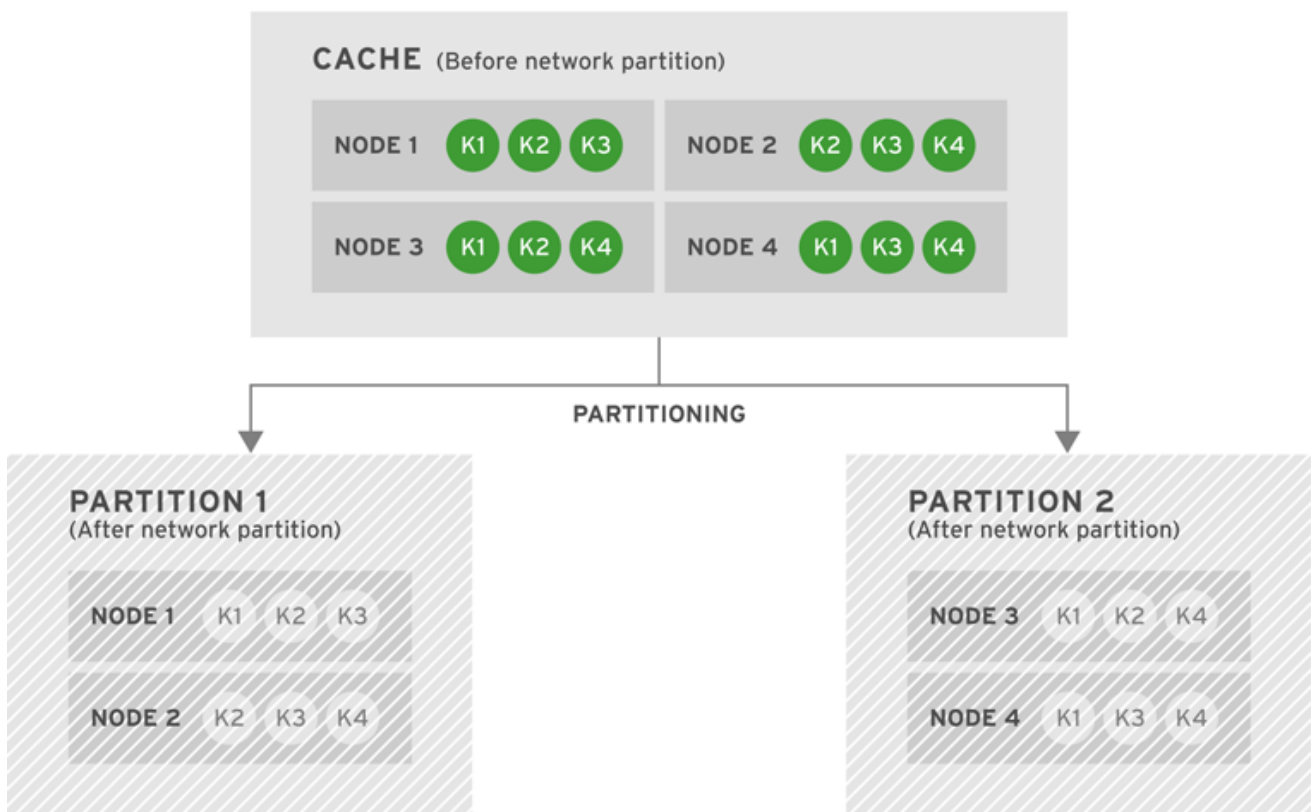 CACHE (Before network partition)
NODE 1 K1 K2 K3
NODE 2 K2 K3 K4
NODE 3 K1 K2 K4
NODE 4 K1 K3 K4
PARTITIONING
PARTITION 1
(After network partition)
NODE 1 K1 K2 K3
NODE 2 K2 K3 K4
PARTITION 2
(After network partition)
NODE 3 K1 K2 K4
NODE 4 K1 K3 K4